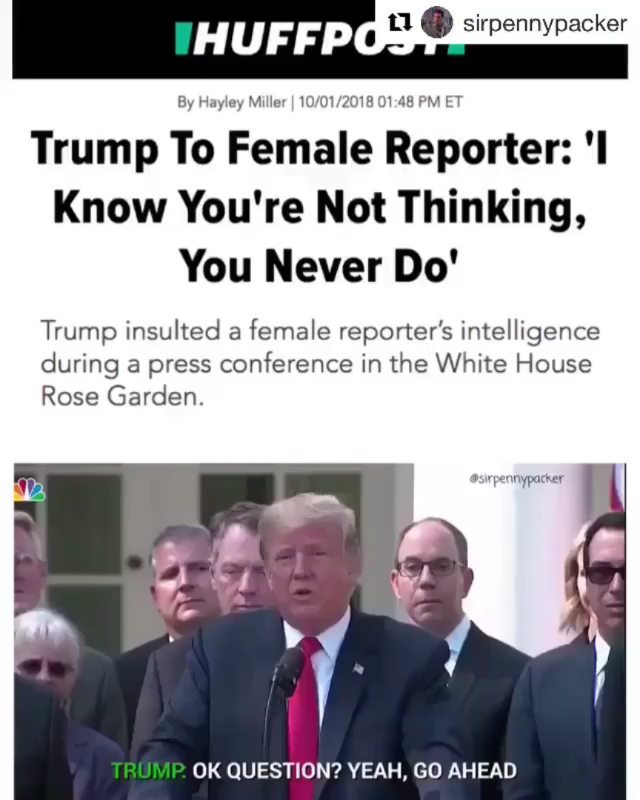 HUFFPOST
sirpennypacker
By Hayley Miller | 10/01/2018 01:48 PM ET
Trump To Female Reporter: 'I
Know You're Not Thinking,
You Never Do'
Trump insulted a female reporter's intelligence
during a press conference in the White House
Rose Garden.
@sirpennypacker
TRUMP: OK QUESTION? YEAH, GO AHEAD